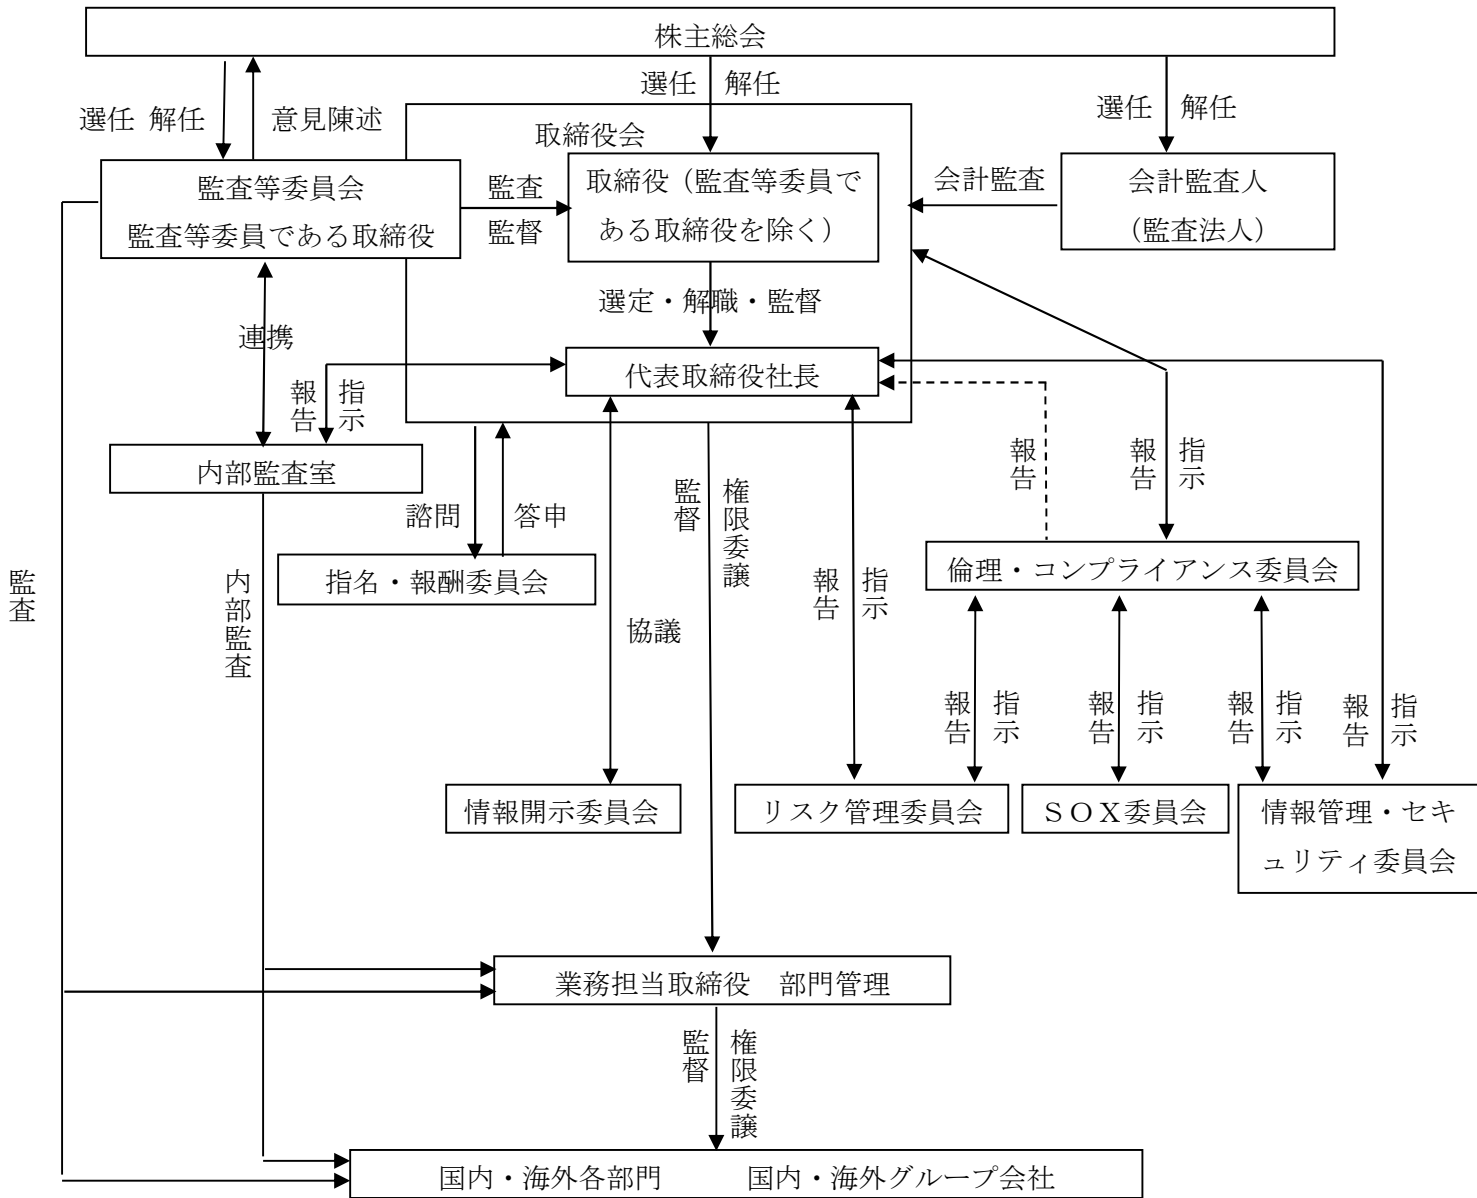 株主総会
選任 解任
意見陳述
選任 解任
選任 解任
取締役会
監査等委員会
監査等委員である取締役
監査
監督
取締役（監査等委員で
ある取締役を除く）
会計監査
会計監査人
（監査法人）
選定・解職・監督
連携
代表取締役社長
報告
指示
内部監査室
諮問
答申
監督
権限委譲
報告
報告
指示
指名・報酬委員会
倫理・コンプライアンス委員会
監査
内部監査
協議
報告
指示
報告
指示
報告
指示
報告
指示
報告
指示
情報開示委員会
リスク管理委員会
ＳＯＸ委員会
情報管理・セキ
ュリティ委員会
業務担当取締役　部門管理
監督
権限委譲
国内・海外各部門　　　国内・海外グループ会社